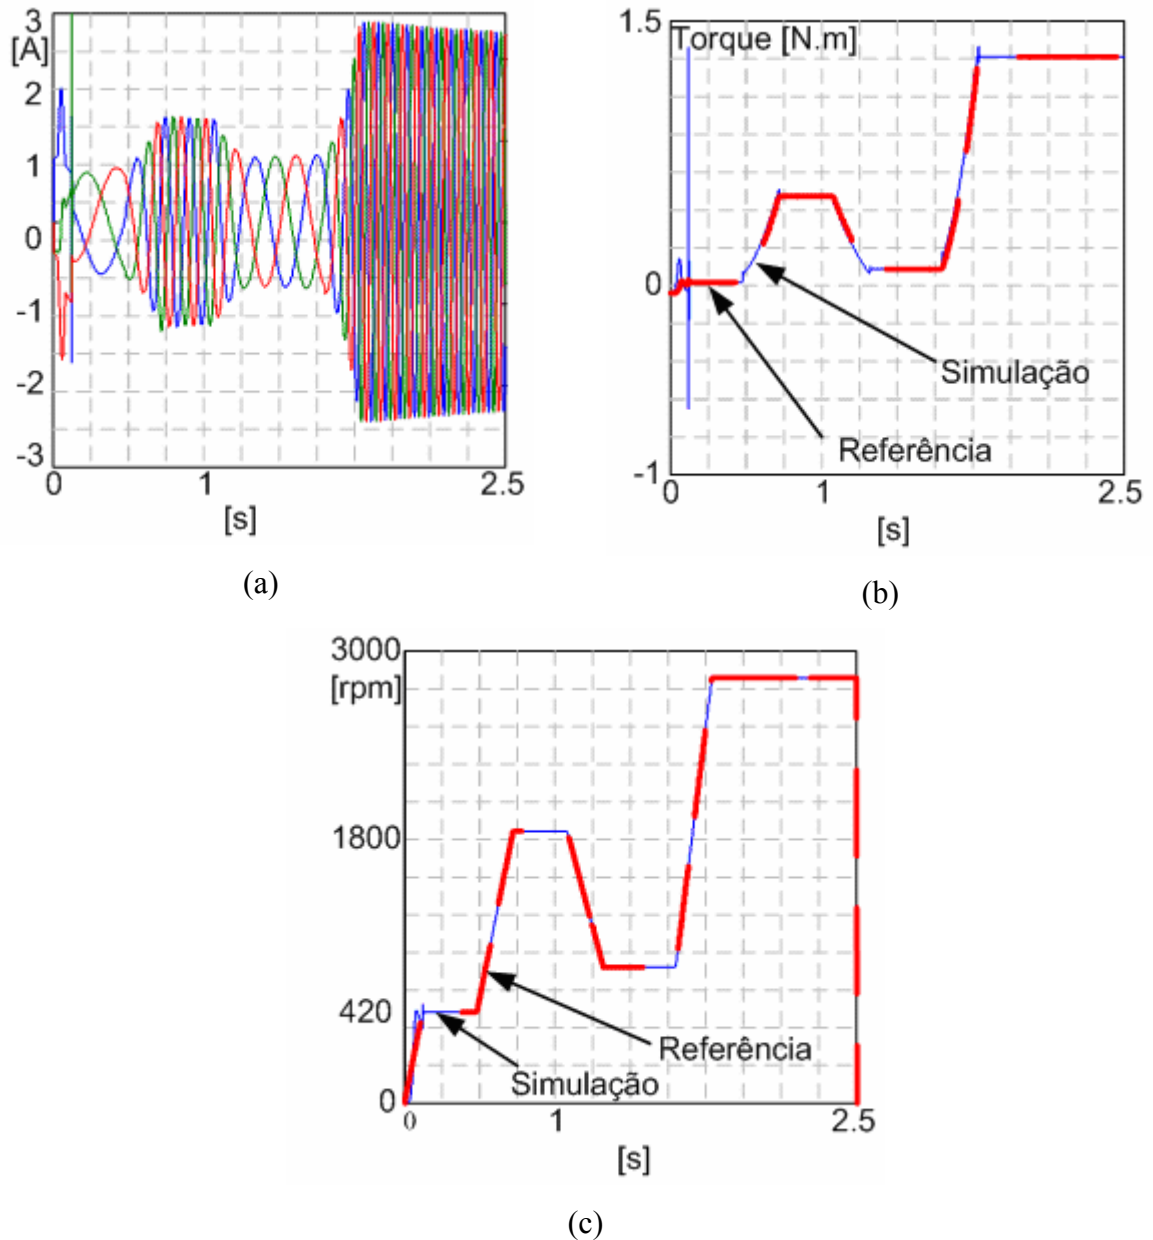 3
[A]
2
1
0
-1
-2
-3
0
1
2.5
[s]
(a)
1.5
Torque [N.m]
0
Simulação
Referência
-1
0
1
2.5
[s]
(b)
3000
[rpm]
1800
420
Referência
Simulação
0
0
1
2.5
[s]
(c)